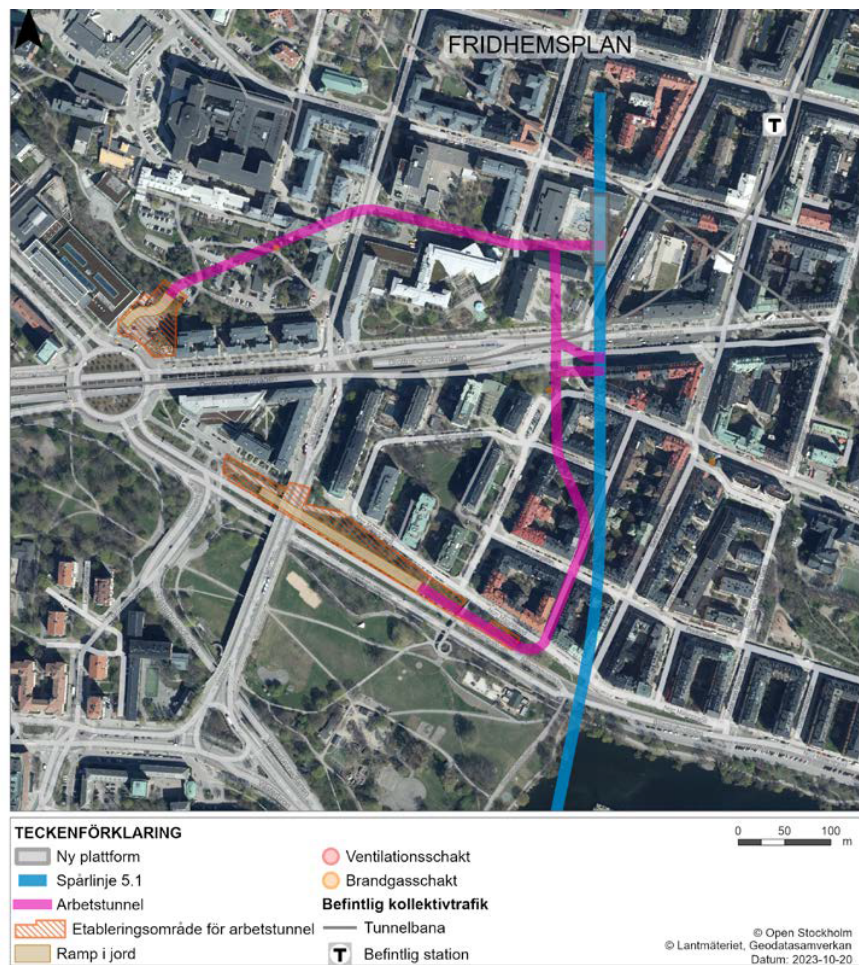 FRIDHEMSPLAN
T
TECKENFÖRKLARING
Ny plattform
Spårlinje 5.1
Arbetstunnel
Etableringsområde för arbetstunnel
Ramp i jord
Ventilationsschakt
Brandgasschakt
Befintlig kollektivtrafik
Tunnelbana
T Befintlig station
0 50 100
m
© Open Stockholm
© Lantmäteriet, Geodatasamverkan
Datum: 2023-10-20